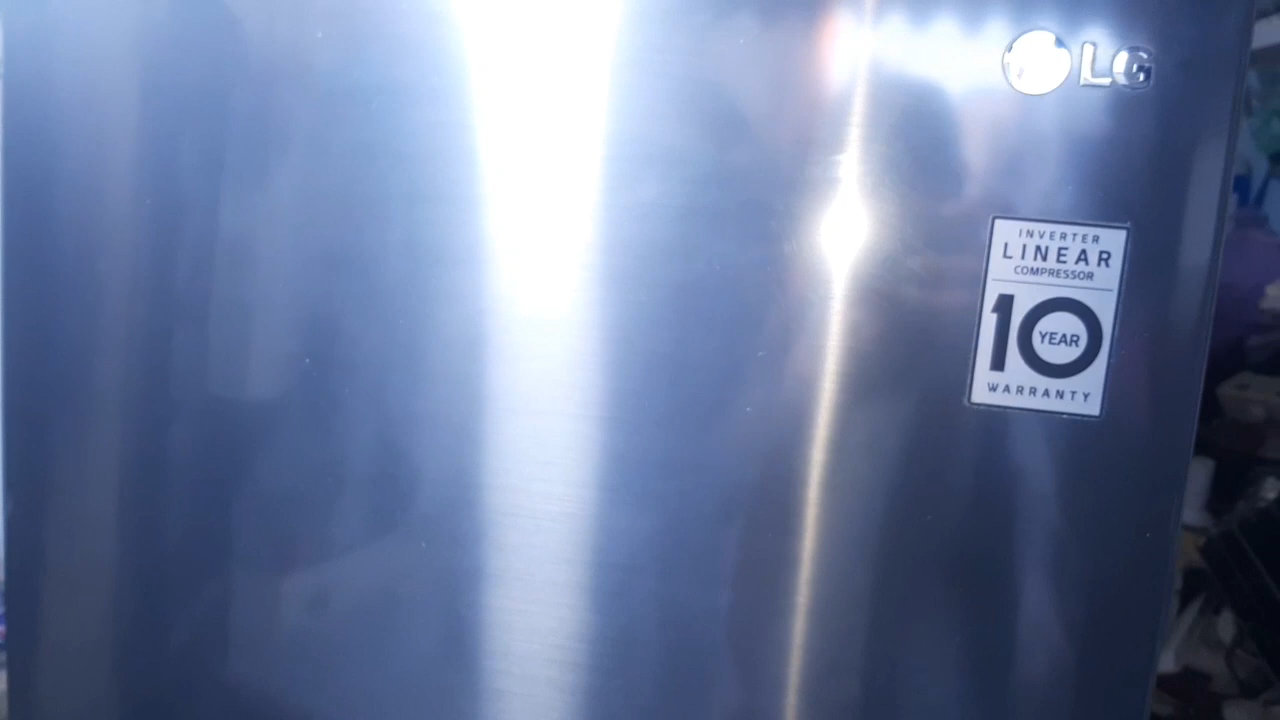 LG
INVERTER
LINEAR
COMPRESSOR
10
YEAR
WARRANTY